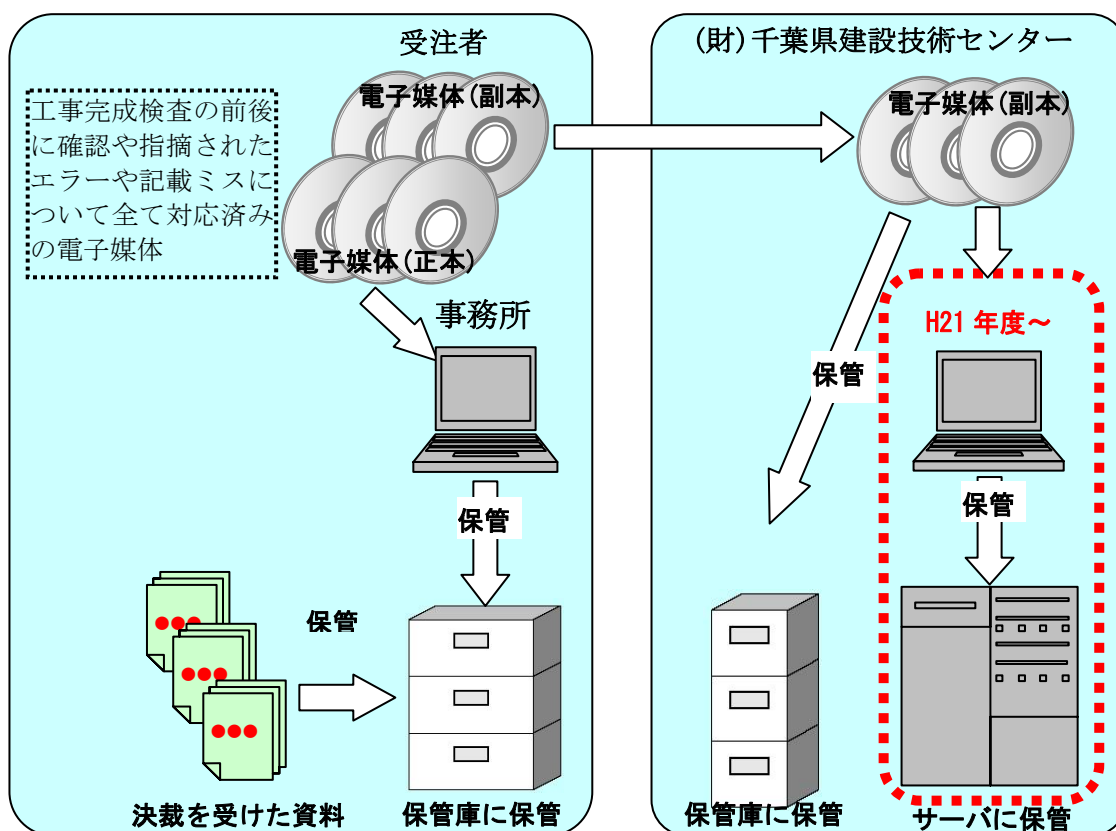 受注者
電子媒体(副本)
工事完成検査の前後
に確認や指摘された
エラーや記載ミスに
ついて全て対応済み
の電子媒体
電子媒体(正本)
事務所
保管
保管
決裁を受けた資料
保管庫に保管
(財)千葉県建設技術センター
電子媒体(副本)
H21 年度～
保管
保管
保管庫に保管
サーバに保管